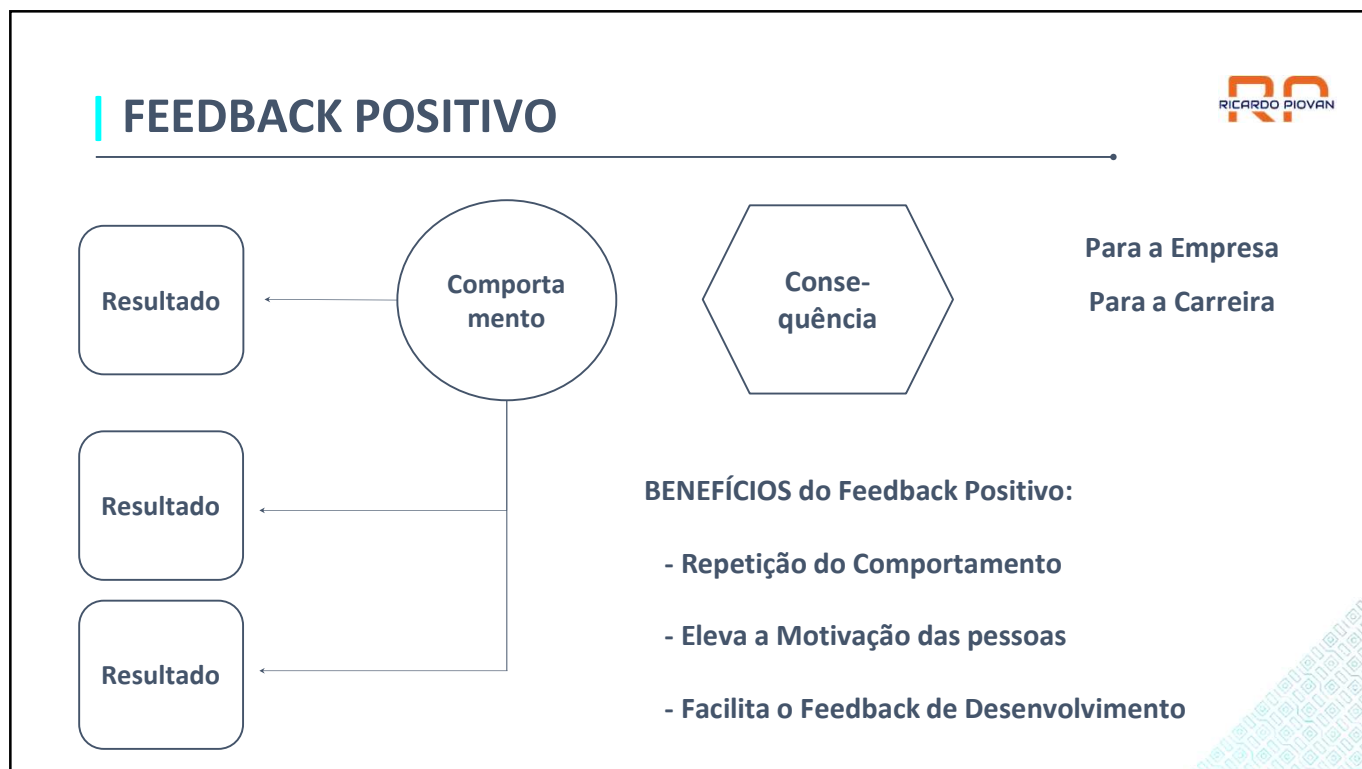 FEEDBACK POSITIVO
RICARDO PIOVAN
Resultado
Comporta
mento
Conse-
quência
Para a Empresa
Para a Carreira
Resultado
Resultado
BENEFÍCIOS do Feedback Positivo:
- Repetição do Comportamento
- Eleva a Motivação das pessoas
- Facilita o Feedback de Desenvolvimento